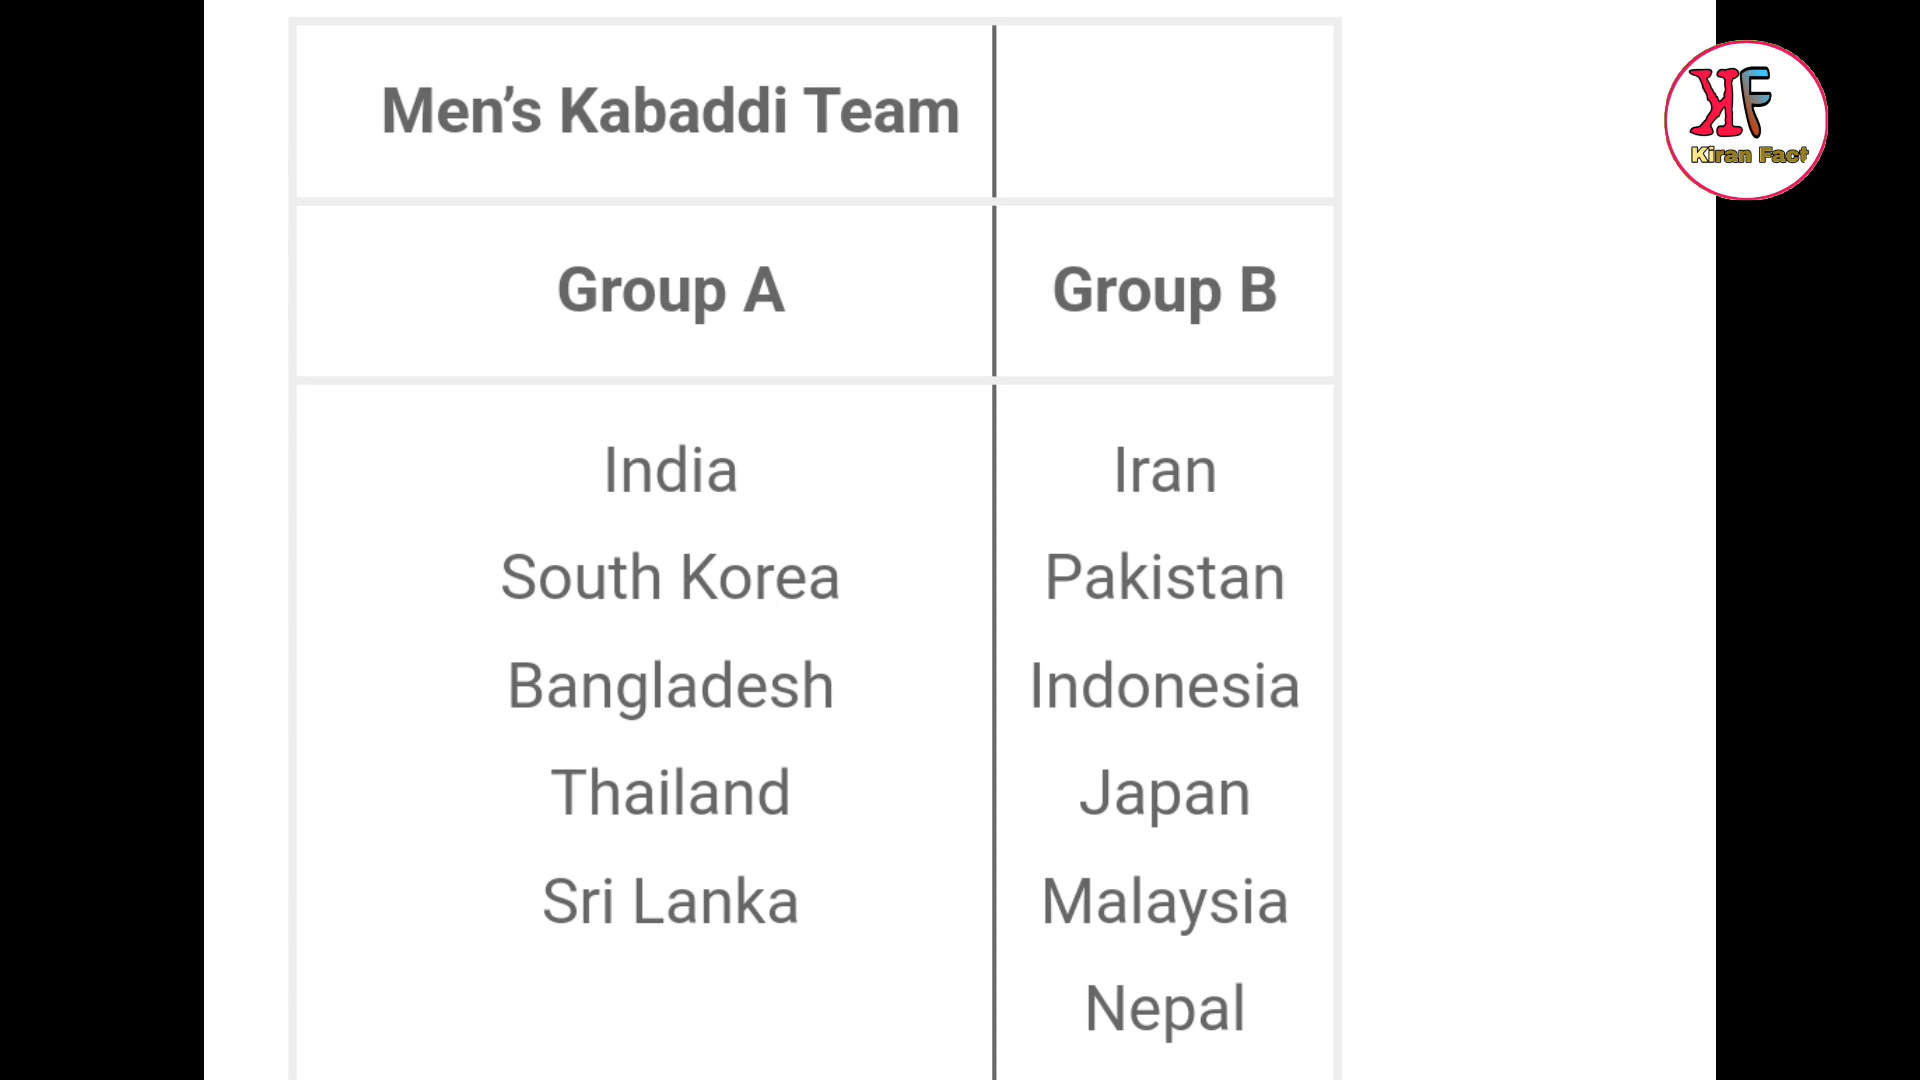 Men’s Kabaddi Team
Group A
Group B
India
South Korea
Bangladesh
Thailand
Sri Lanka
Iran
Pakistan
Indonesia
Japan
Malaysia
Nepal
KF
Kiran Fact